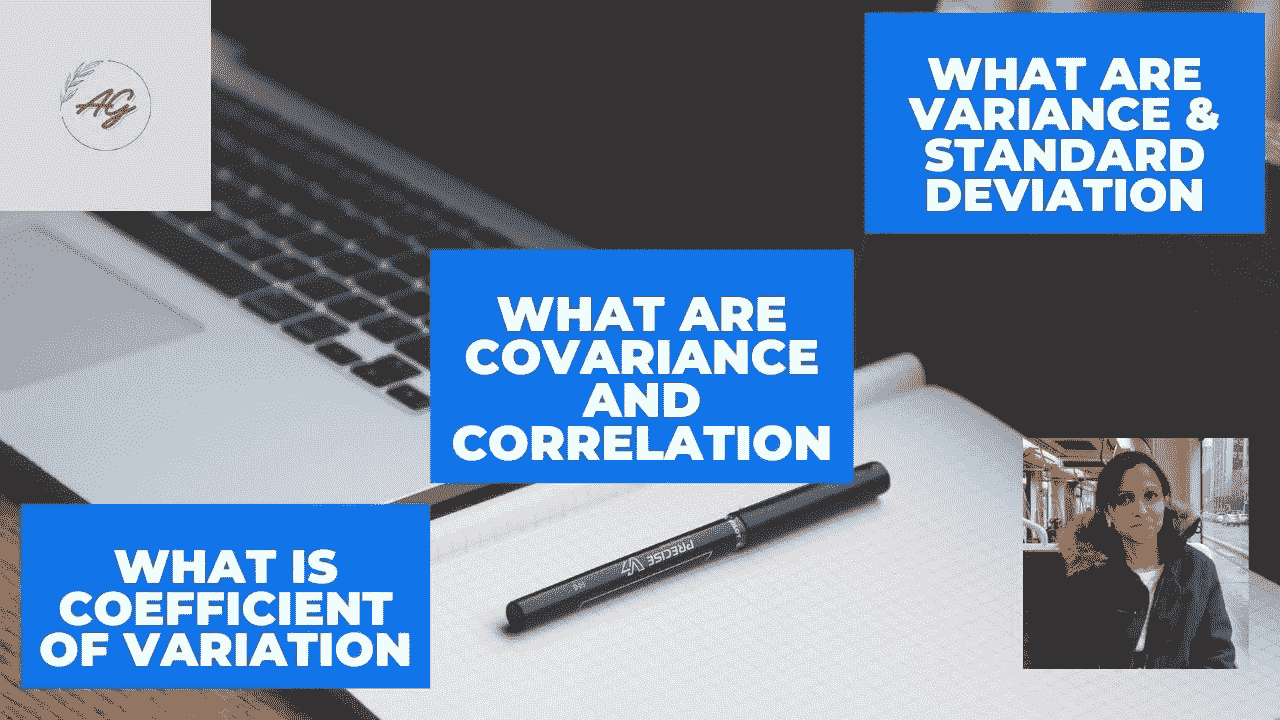 AG
WHAT ARE
VARIANCE &
STANDARD
DEVIATION
WHAT ARE
COVARIANCE
AND
CORRELATION
WHAT IS
COEFFICIENT
OF VARIATION
PRECISE V7